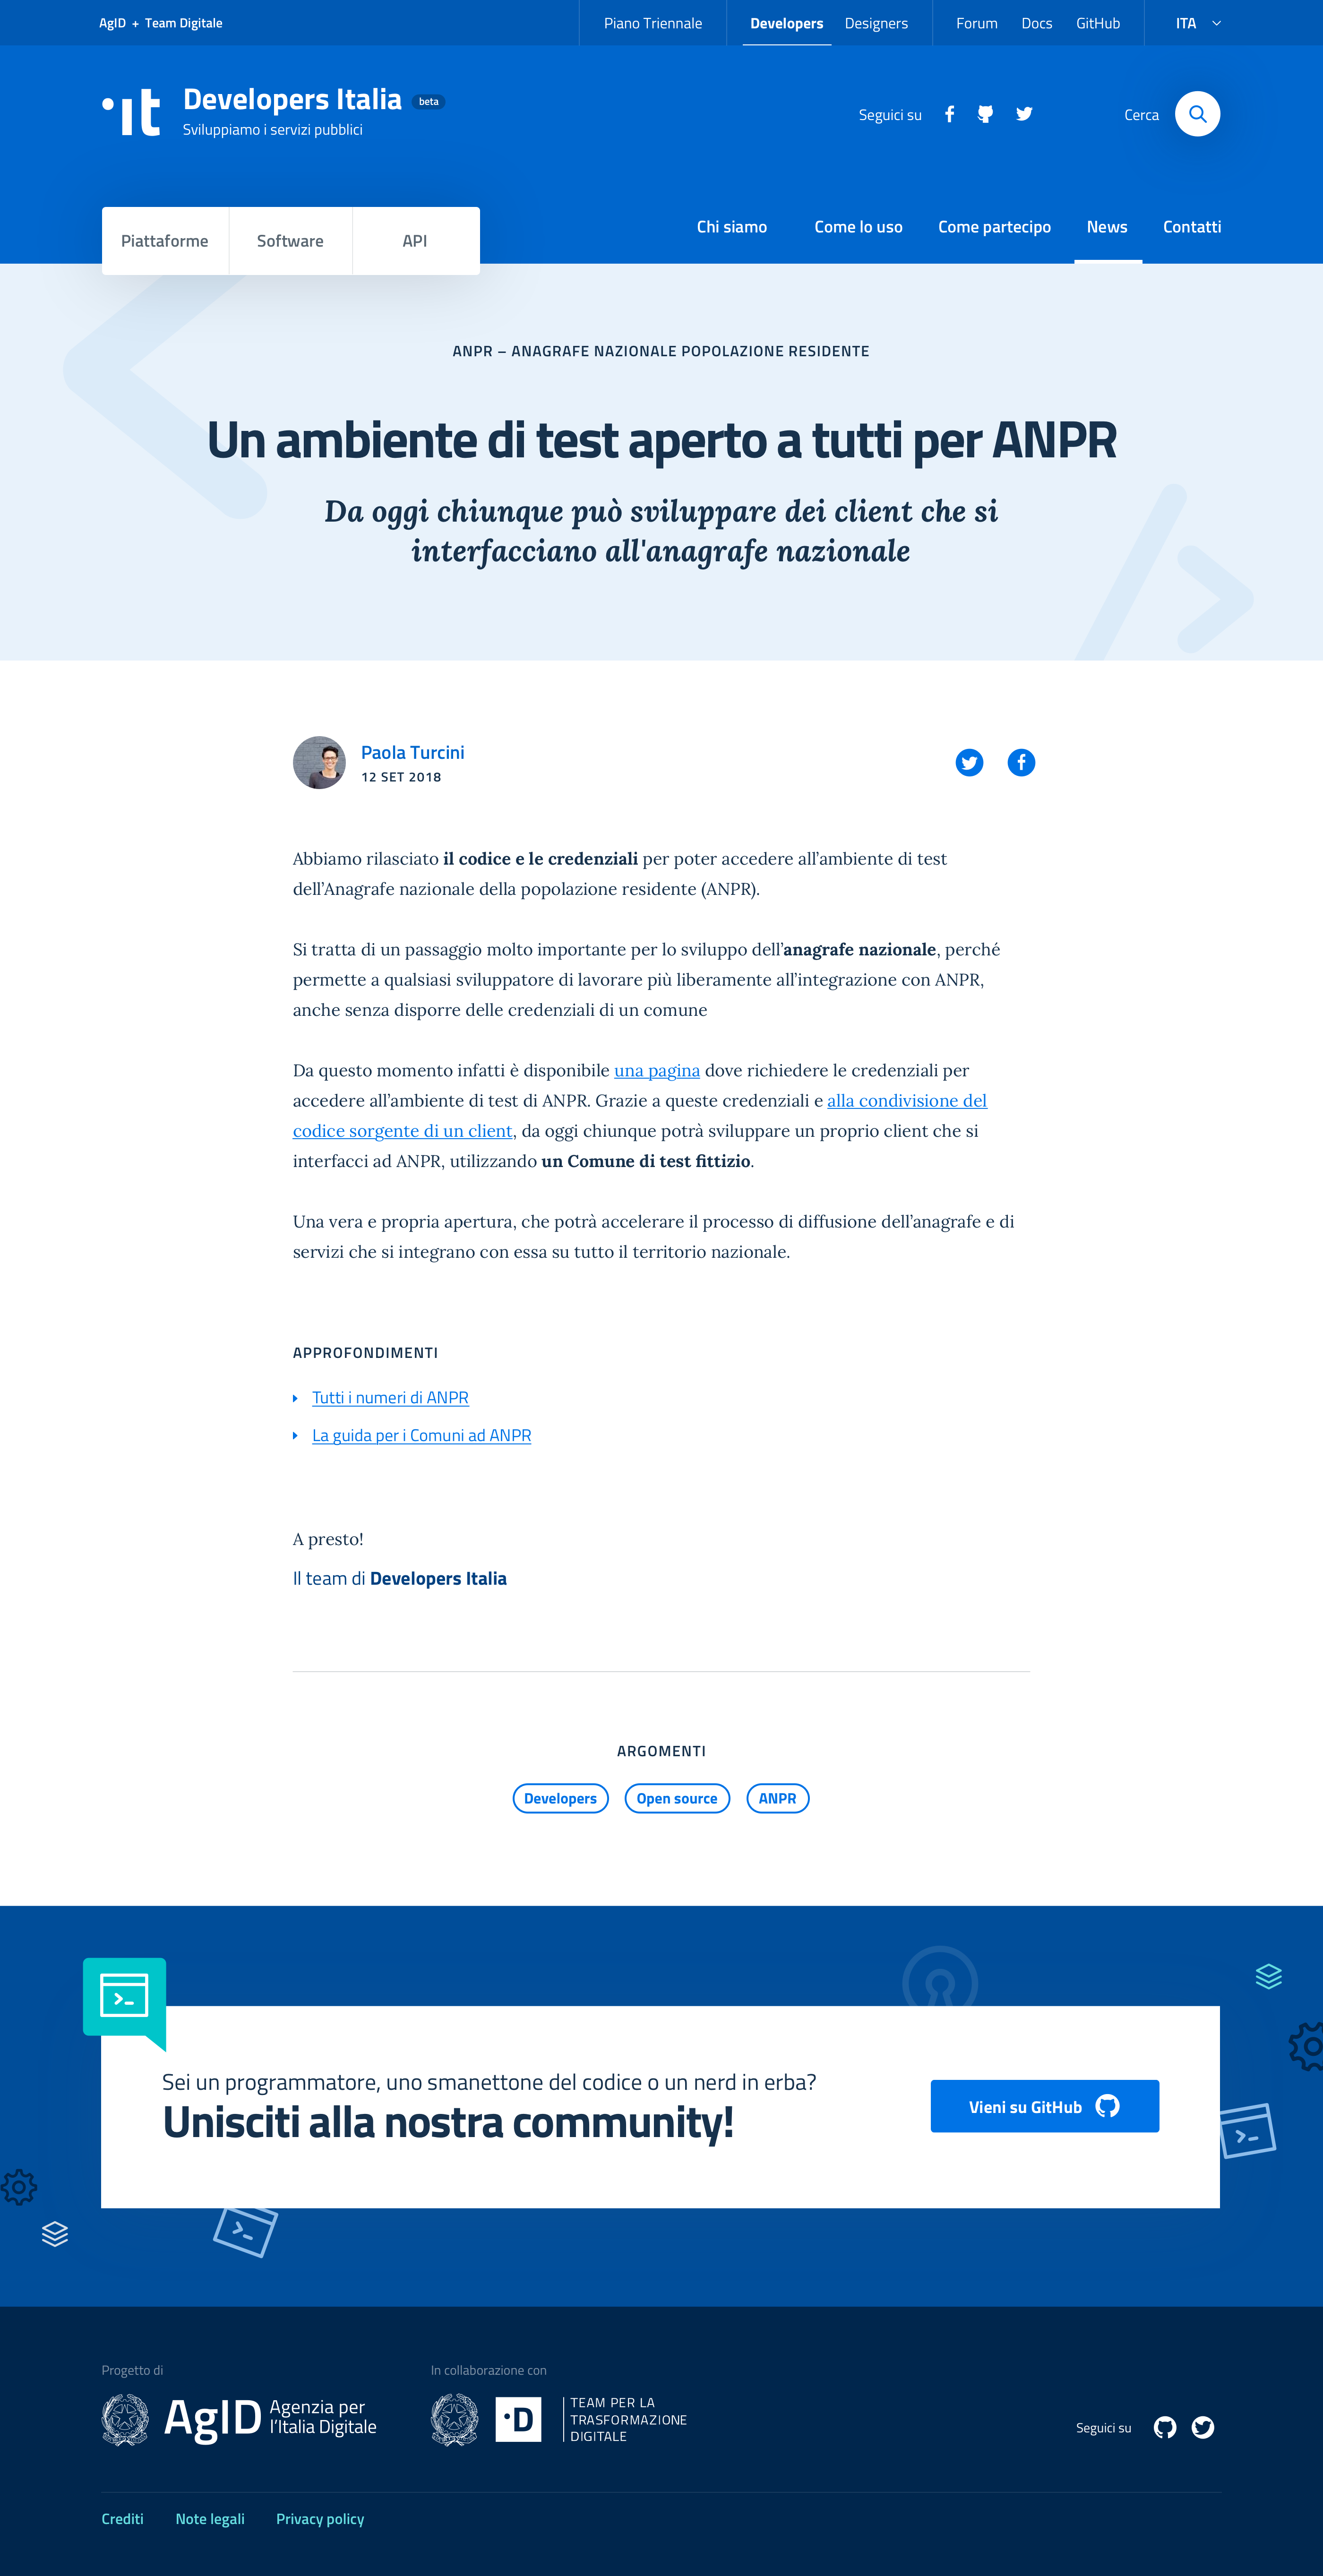 AgID + Team Digitale
Piano Triennale
Developers
Designers
Forum
Docs
GitHub
ITA
·it
Developers Italia
beta
Sviluppiamo i servizi pubblici
Seguici su
Cerca
Piattaforme
Software
API
Chi siamo
Come lo uso
Come partecipo
News
Contatti
ANPR – ANAGRAFE NAZIONALE POPOLAZIONE RESIDENTE
Un ambiente di test aperto a tutti per ANPR
Da oggi chiunque può sviluppare dei client che si
interfacciano all'anagrafe nazionale
Paola Turcini
12 SET 2018
Abbiamo rilasciato il codice e le credenziali per poter accedere all’ambiente di test
dell’Anagrafe nazionale della popolazione residente (ANPR).
Si tratta di un passaggio molto importante per lo sviluppo dell’anagrafe nazionale, perché
permette a qualsiasi sviluppatore di lavorare più liberamente all’integrazione con ANPR,
anche senza disporre delle credenziali di un comune
Da questo momento infatti è disponibile una pagina dove richiedere le credenziali per
accedere all’ambiente di test di ANPR. Grazie a queste credenziali e alla condivisione del
codice sorgente di un client, da oggi chiunque potrà sviluppare un proprio client che si
interfacci ad ANPR, utilizzando un Comune di test fittizio.
Una vera e propria apertura, che potrà accelerare il processo di diffusione dell’anagrafe e di
servizi che si integrano con essa su tutto il territorio nazionale.
APPROFONDIMENTI
Tutti i numeri di ANPR
La guida per i Comuni ad ANPR
A presto!
Il team di Developers Italia
ARGOMENTI
Developers
Open source
ANPR
Sei un programmatore, uno smanettone del codice o un nerd in erba?
Unisciti alla nostra community!
Vieni su GitHub
Progetto di
AgID
Agenzia per
l’Italia Digitale
In collaborazione con
·D
TEAM PER LA
TRASFORMAZIONE
DIGITALE
Seguici su
Crediti
Note legali
Privacy policy